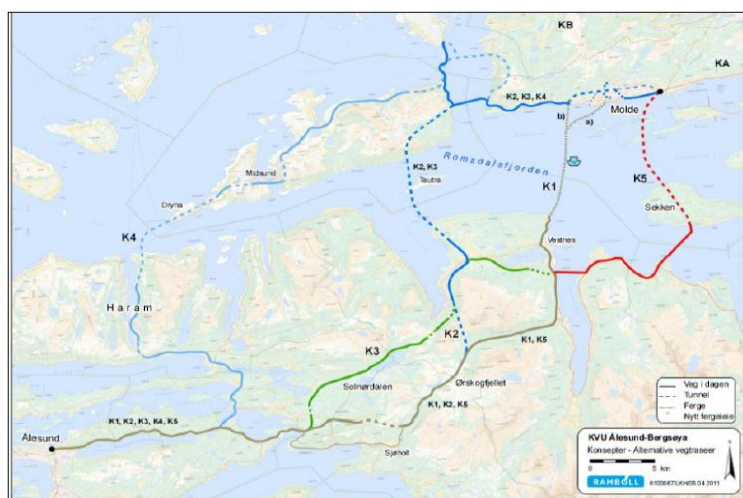 KB
KA
K2, K3, K4
Molde
b)
a)
Romsdalsfjorden
K2, K3
Tautra
K1
K5
Midsund
Dryna
Sekken
K4
Vestnes
Haram
K3
K2
K1, K5
Solnørdalen
Ørskogfjellet
K1, K2, K5
K1, K2, K3, K4, K5
Ålesund
Sjøholt
Veg i dagen
Tunnel
Ferge
Nytt fergeleie
KVU Ålesund-Bergsøya
Konsepter - Alternative vegtraseer
0 5 km
RAMBOLL